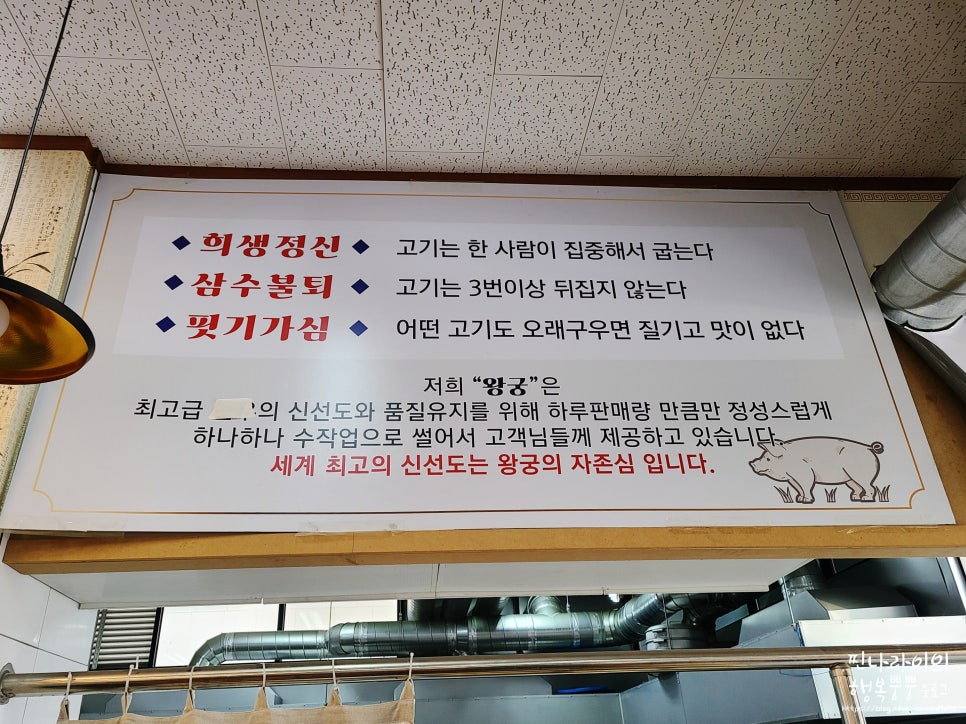 희생정신 고기는 한 사람이 집중해서 굽는다
삼수불퇴 고기는 3번이상 뒤집지 않는다
핏기가심 어떤 고기도 오래구우면 질기고 맛이 없다
저희 “왕궁”은
최고급 의 신선도와 품질유지를 위해 하루판매량 만큼만 정성스럽게
하나하나 수작업으로 썰어서 고객님들께 제공하고 있습니다.
세계 최고의 신선도는 왕궁의 자존심 입니다.
행복쀼쀼